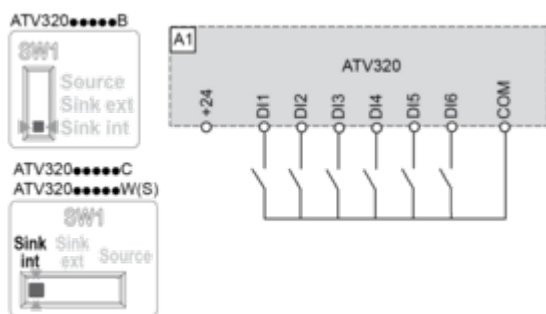 ATV320●●●●●B
SW1
Source
Sink ext
Sink int
ATV320●●●●●C
ATV320●●●●●W(S)
SW1
Sink int
Sink ext
Source
A1
ATV320
+24
DI1
DI2
DI3
DI4
DI5
DI6
COM